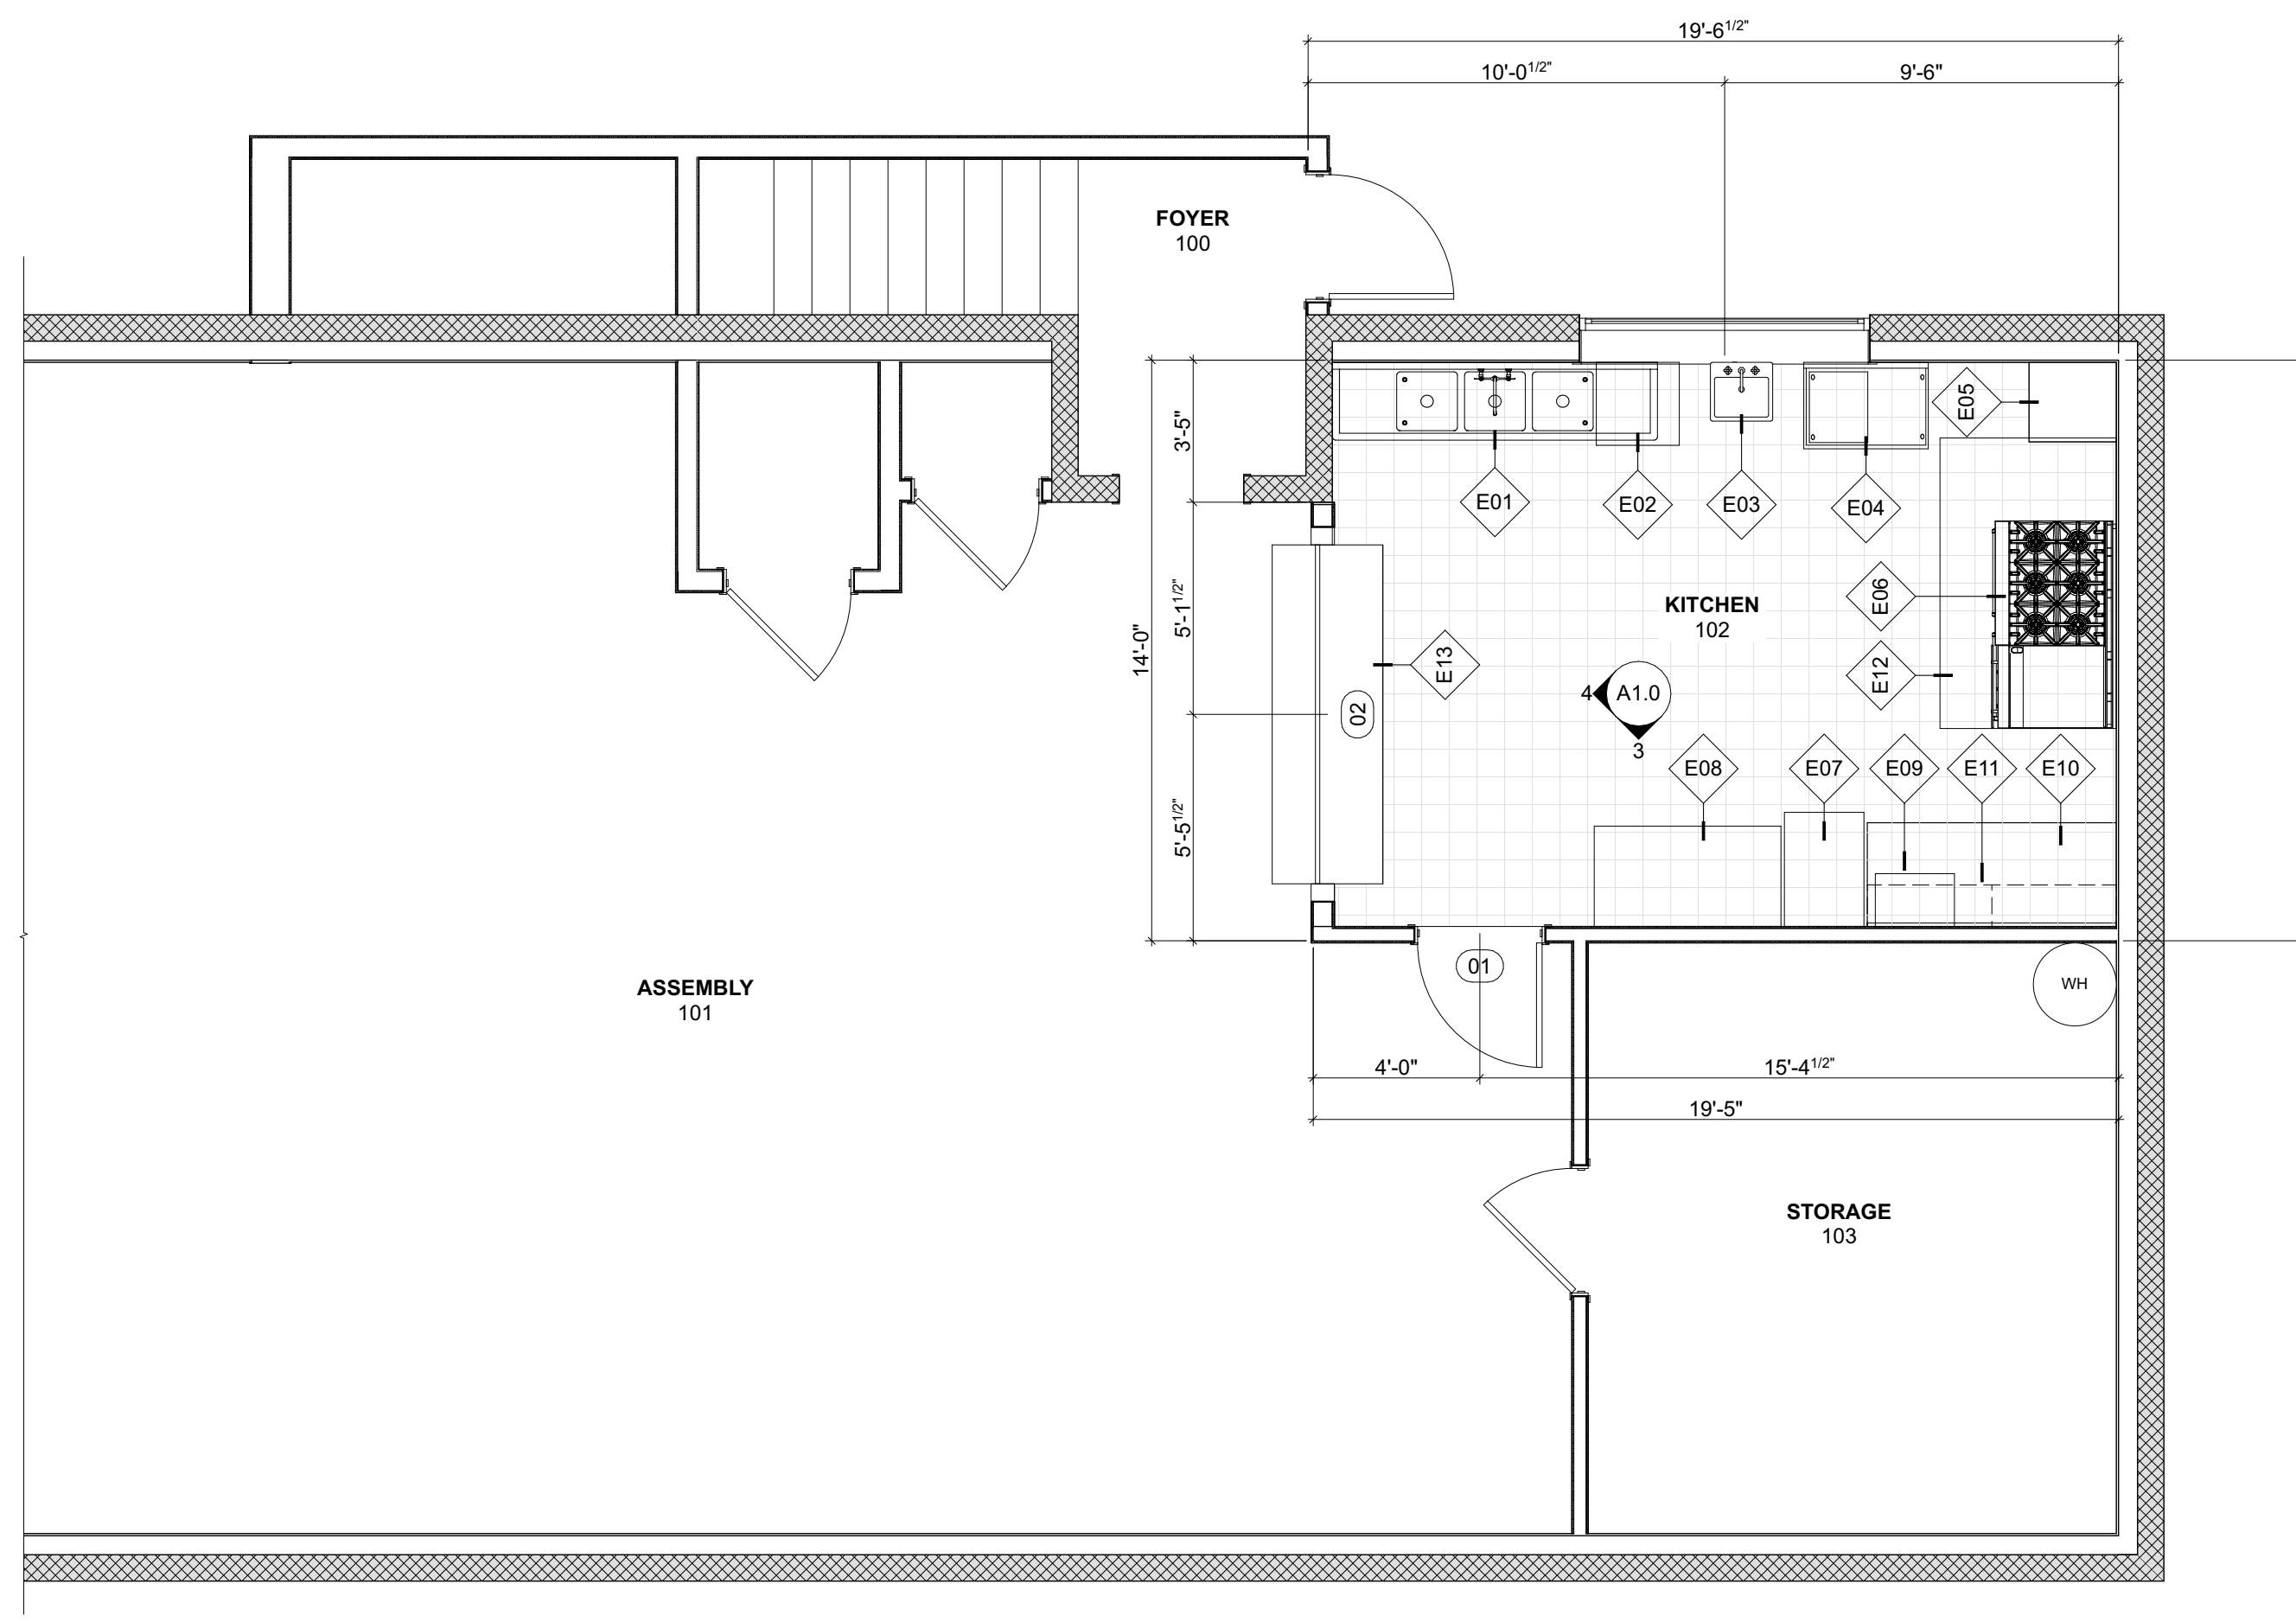 19'-6 1/2"
10'-0 1/2"
9'-6"
FOYER
100
3'-5"
E05
E01
E02
E03
E04
5'-1 1/2"
14'-0"
E06
KITCHEN
102
E13
E12
4
A1.0
3
02
E08
E07
E09
E11
E10
5'-5 1/2"
01
WH
ASSEMBLY
101
4'-0"
15'-4 1/2"
19'-5"
STORAGE
103